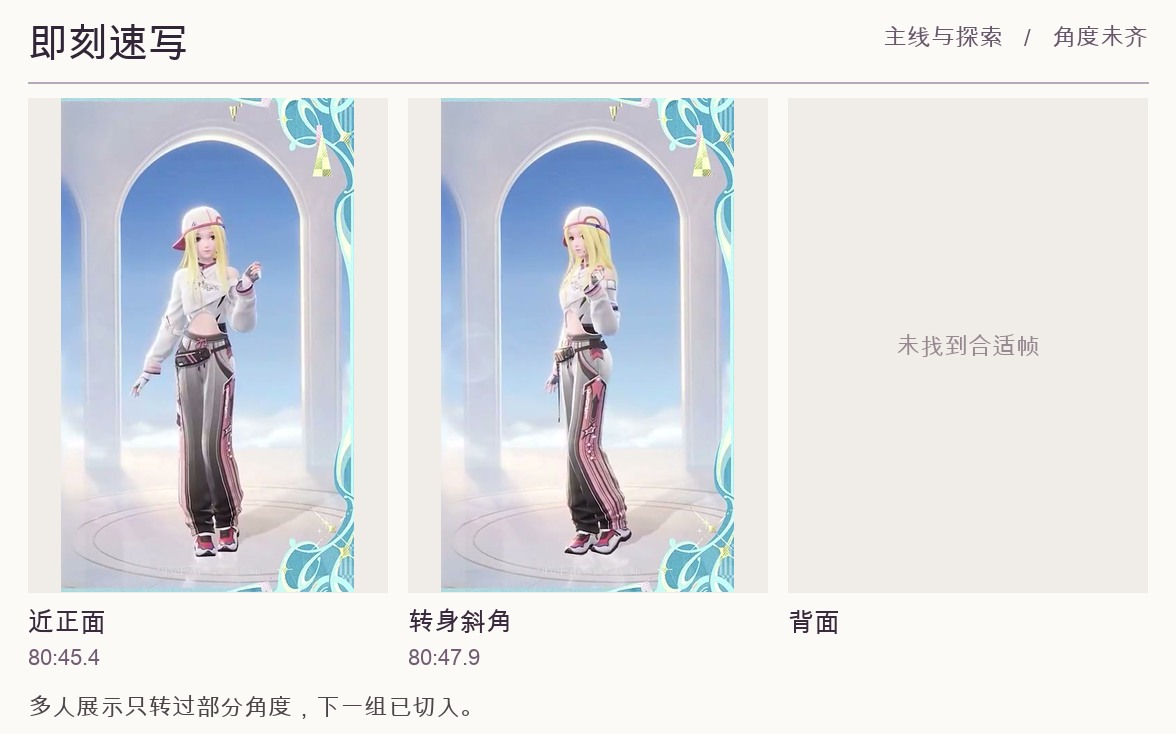 即刻速写
主线与探索 / 角度未齐
未找到合适帧
近正面
转身斜角
背面
80:45.4
80:47.9
多人展示只转过部分角度，下一组已切入。